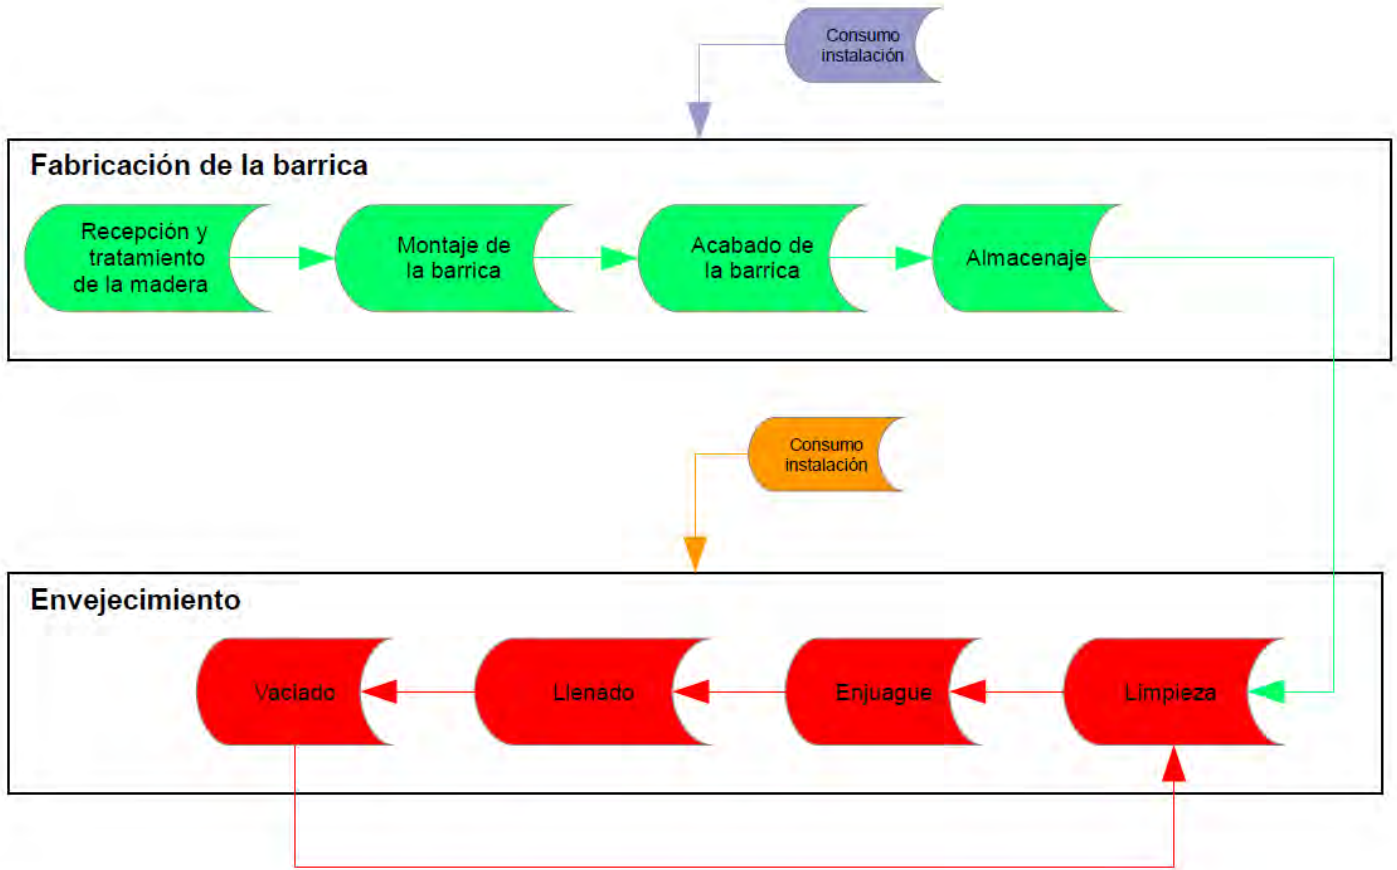 Consumo
instalación
Fabricación de la barrica
Recepción y
tratamiento
de la madera
Montaje de
la barrica
Acabado de
la barrica
Almacenaje
Consumo
instalación
Envejecimiento
Vaciado
Llenado
Enjuague
Limpieza